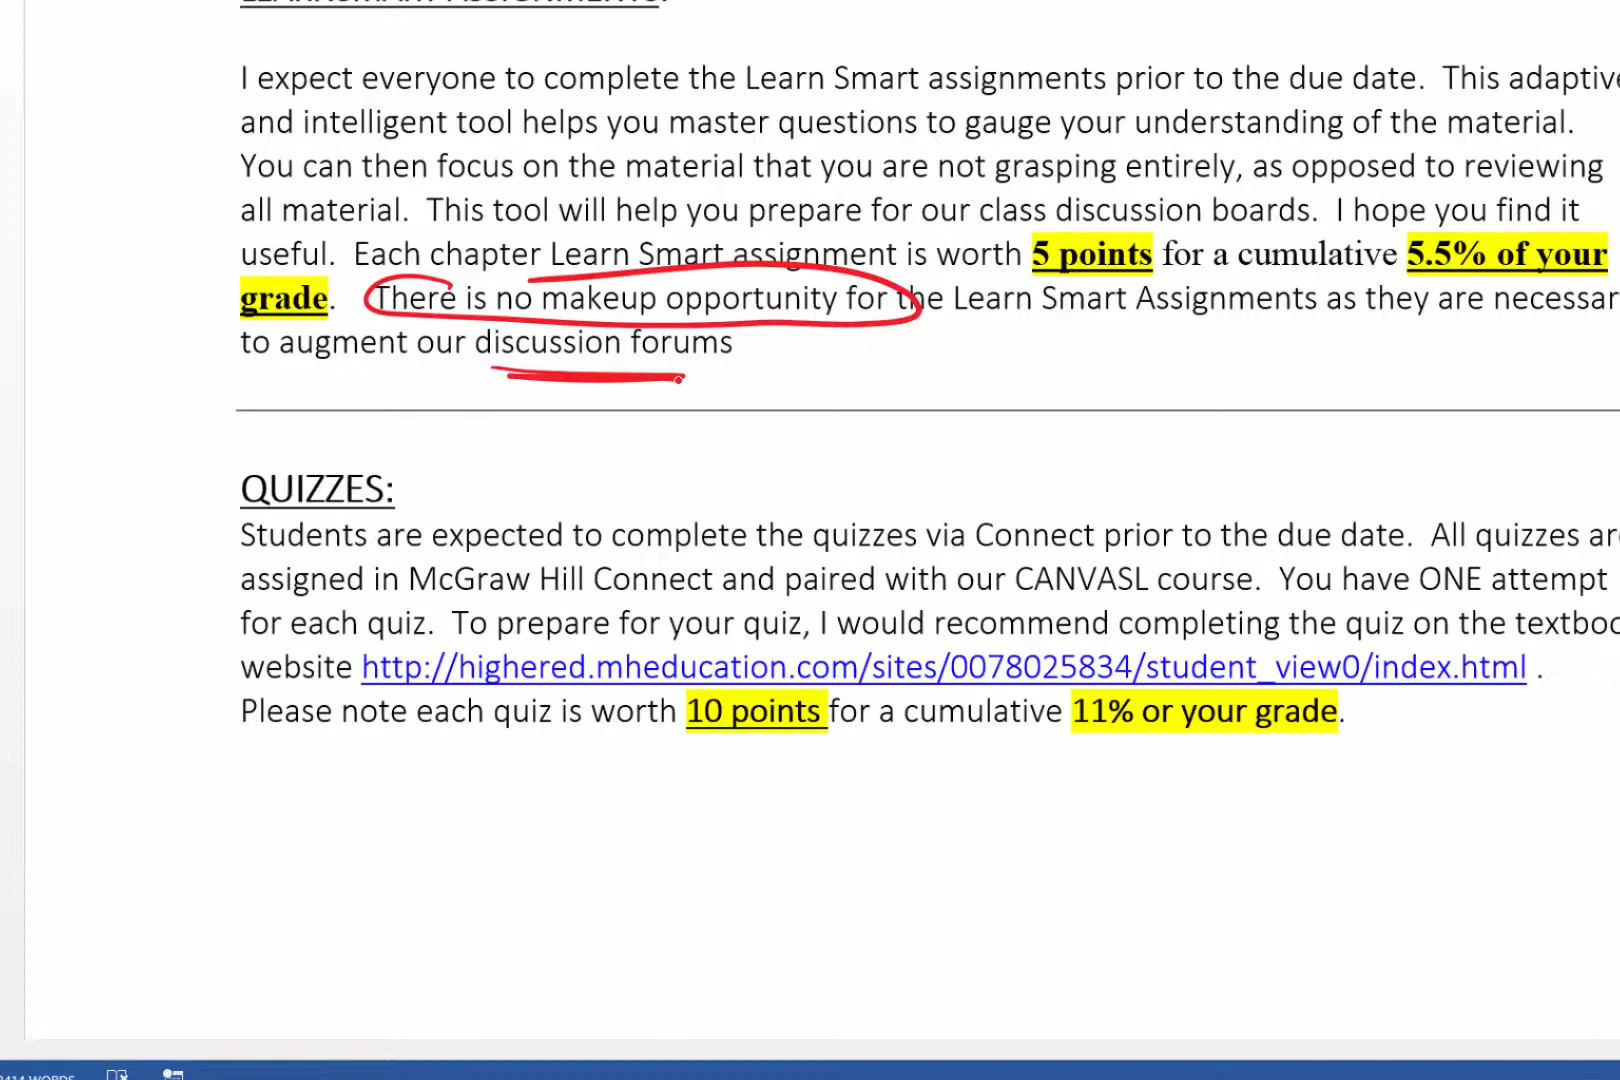 I expect everyone to complete the Learn Smart assignments prior to the due date. This adaptive
and intelligent tool helps you master questions to gauge your understanding of the material.
You can then focus on the material that you are not grasping entirely, as opposed to reviewing
all material. This tool will help you prepare for our class discussion boards. I hope you find it
useful. Each chapter Learn Smart assignment is worth 5 points for a cumulative 5.5% of your
grade. There is no makeup opportunity for the Learn Smart Assignments as they are necessar
to augment our discussion forums
QUIZZES:
Students are expected to complete the quizzes via Connect prior to the due date. All quizzes are
assigned in McGraw Hill Connect and paired with our CANVASL course. You have ONE attempt
for each quiz. To prepare for your quiz, I would recommend completing the quiz on the textboo
website http://highered.mheducation.com/sites/0078025834/student_view0/index.html .
Please note each quiz is worth 10 points for a cumulative 11% or your grade.